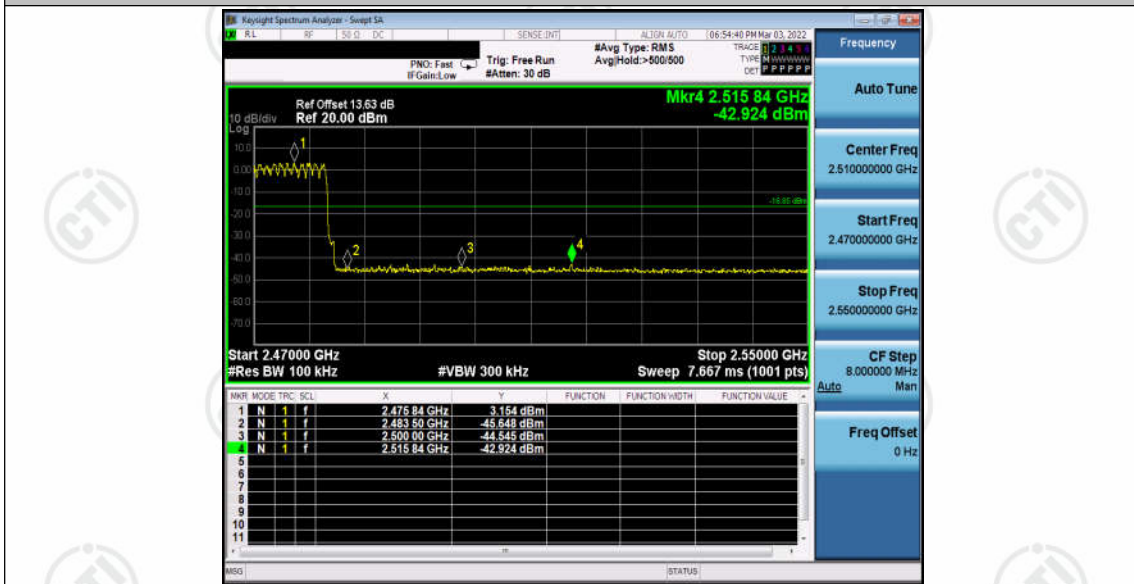 Keysight Spectrum Analyzer - Swept SA
RL RF 50 Ω DC SENSE:INT ALIGN AUTO 06:54:40 PM Mar 03, 2022
PNO: Fast Trig: Free Run #Avg Type: RMS TRACE 1 2 3 4 5 6
IFGain:Low #Atten: 30 dB Avg|Hold:>500/500 TYPE M WWWWW
DET P P P P P P
Frequency
Auto Tune
Center Freq
2.510000000 GHz
Start Freq
2.470000000 GHz
Stop Freq
2.550000000 GHz
CF Step
8.000000 MHz
Auto Man
Freq Offset
0 Hz
Ref Offset 13.63 dB Mkr4 2.515 84 GHz
10 dB/div Ref 20.00 dBm -42.924 dBm
Log
10.0
0.00
-10.0
-20.0
-30.0
-40.0
-50.0
-60.0
-70.0
1
2
3
4
-16.85 dBm
Start 2.47000 GHz Stop 2.55000 GHz
#Res BW 100 kHz #VBW 300 kHz Sweep 7.667 ms (1001 pts)
MKR MODE TRC SCL X Y FUNCTION FUNCTION WIDTH FUNCTION VALUE
1 N 1 f 2.475 84 GHz 3.154 dBm
2 N 1 f 2.483 50 GHz -45.648 dBm
3 N 1 f 2.500 00 GHz -44.545 dBm
4 N 1 f 2.515 84 GHz -42.924 dBm
5
6
7
8
9
10
11
MSG STATUS
CTI
CTI